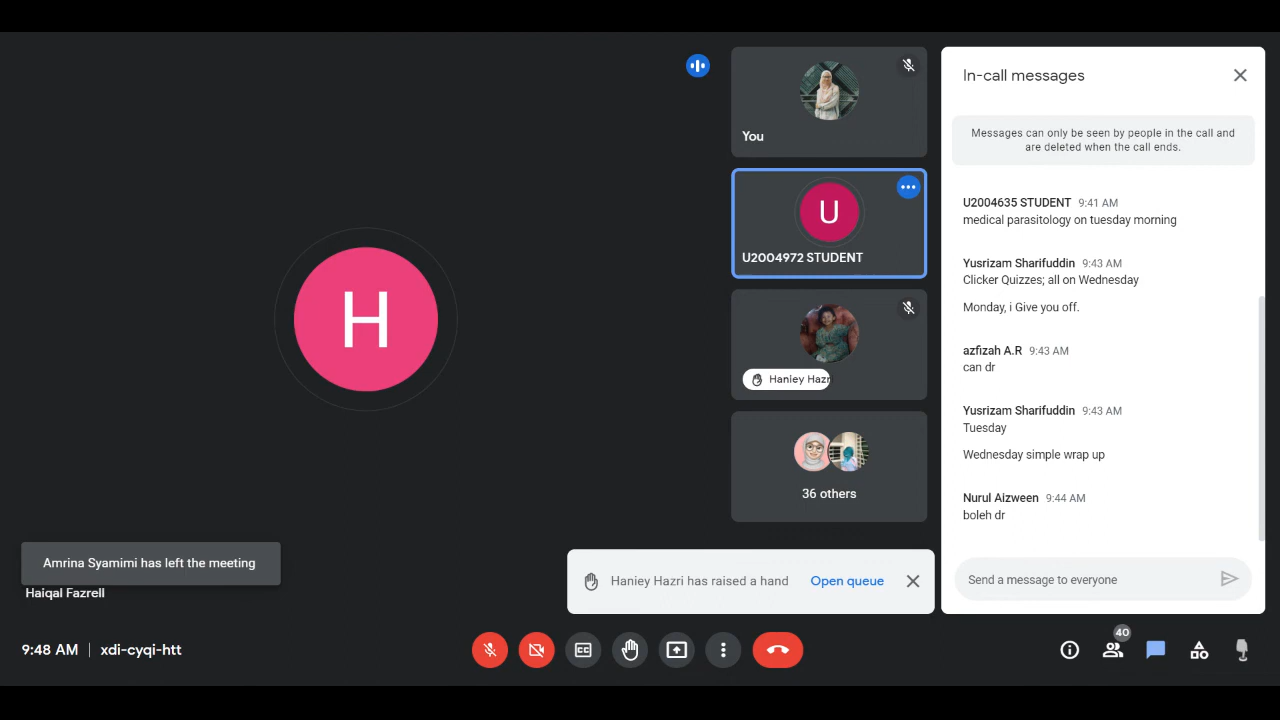 H
Haiqal Fazrell
Amrina Syamimi has left the meeting
You
U
U2004972 STUDENT
Haniey Hazr
36 others
Haniey Hazri has raised a hand
Open queue
In-call messages
Messages can only be seen by people in the call and
are deleted when the call ends.
U2004635 STUDENT 9:41 AM
medical parasitology on tuesday morning
Yusrizam Sharifuddin 9:43 AM
Clicker Quizzes; all on Wednesday
Monday, i Give you off.
azfizah A.R 9:43 AM
can dr
Yusrizam Sharifuddin 9:43 AM
Tuesday
Wednesday simple wrap up
Nurul Aizween 9:44 AM
boleh dr
Send a message to everyone
9:48 AM | xdi-cyqi-htt
CC
40